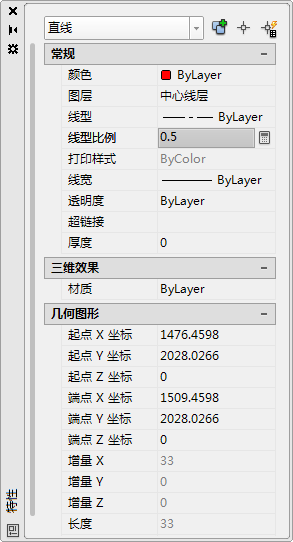 直线
常规
颜色 ByLayer
图层 中心线层
线型 ByLayer
线型比例 0.5
打印样式 ByColor
线宽 ByLayer
透明度 ByLayer
超链接
厚度 0
三维效果
材质 ByLayer
几何图形
起点 X 坐标 1476.4598
起点 Y 坐标 2028.0266
起点 Z 坐标 0
端点 X 坐标 1509.4598
端点 Y 坐标 2028.0266
端点 Z 坐标 0
增量 X 33
增量 Y 0
增量 Z 0
长度 33
特性